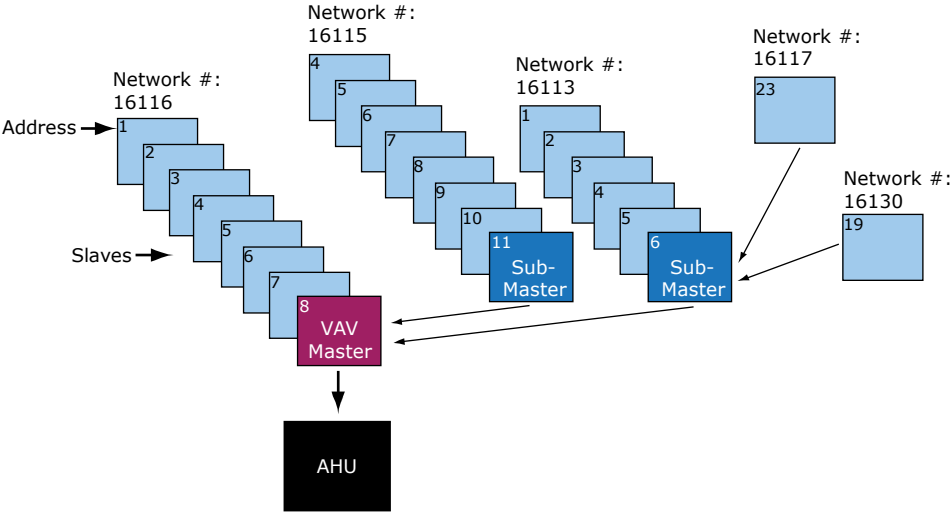 Network #:
16115
Network #:
16117
Network #:
16113
Network #:
16116
Address
Slaves
1
2
3
4
5
6
7
8
VAV
Master
4
5
6
7
8
9
10
11
Sub-
Master
1
2
3
4
5
6
Sub-
Master
23
Network #:
16130
19
AHU